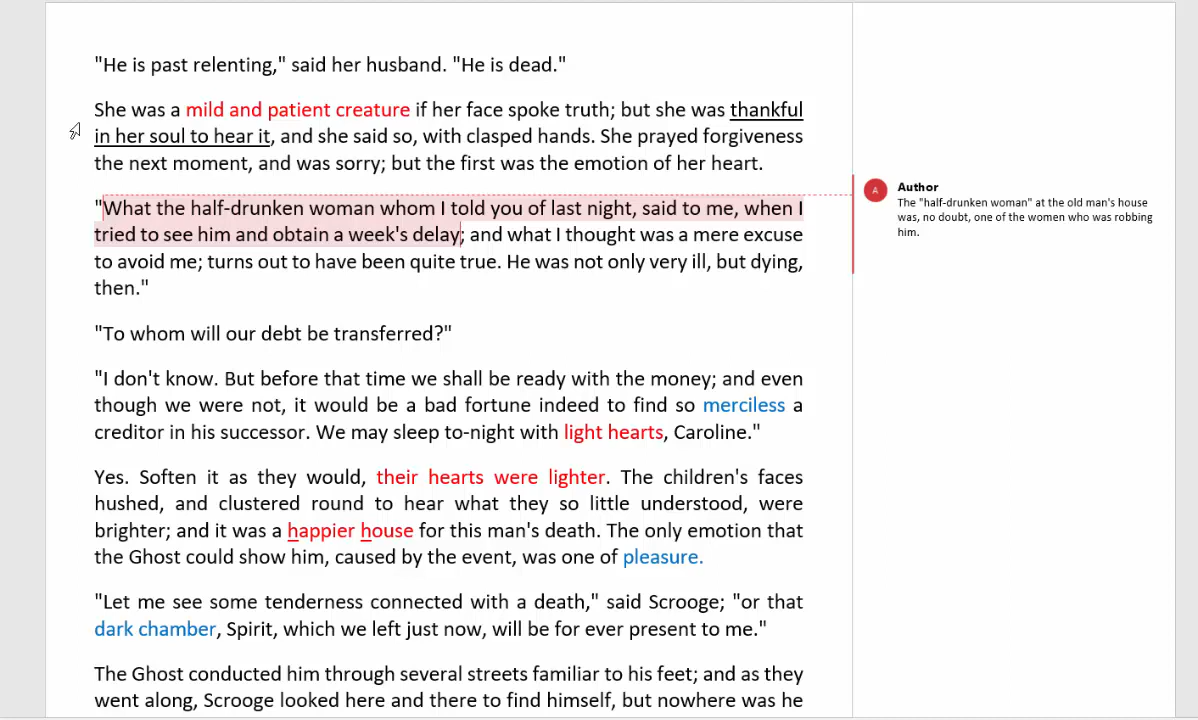 "He is past relenting," said her husband. "He is dead."
She was a mild and patient creature if her face spoke truth; but she was thankful
in her soul to hear it, and she said so, with clasped hands. She prayed forgiveness
the next moment, and was sorry; but the first was the emotion of her heart.
"What the half-drunken woman whom I told you of last night, said to me, when I
tried to see him and obtain a week's delay; and what I thought was a mere excuse
to avoid me; turns out to have been quite true. He was not only very ill, but dying,
then."
"To whom will our debt be transferred?"
"I don't know. But before that time we shall be ready with the money; and even
though we were not, it would be a bad fortune indeed to find so merciless a
creditor in his successor. We may sleep to-night with light hearts, Caroline."
Yes. Soften it as they would, their hearts were lighter. The children's faces
hushed, and clustered round to hear what they so little understood, were
brighter; and it was a happier house for this man's death. The only emotion that
the Ghost could show him, caused by the event, was one of pleasure.
"Let me see some tenderness connected with a death," said Scrooge; "or that
dark chamber, Spirit, which we left just now, will be for ever present to me."
The Ghost conducted him through several streets familiar to his feet; and as they
went along, Scrooge looked here and there to find himself, but nowhere was he
A
Author
The "half-drunken woman" at the old man's house
was, no doubt, one of the women who was robbing
him.